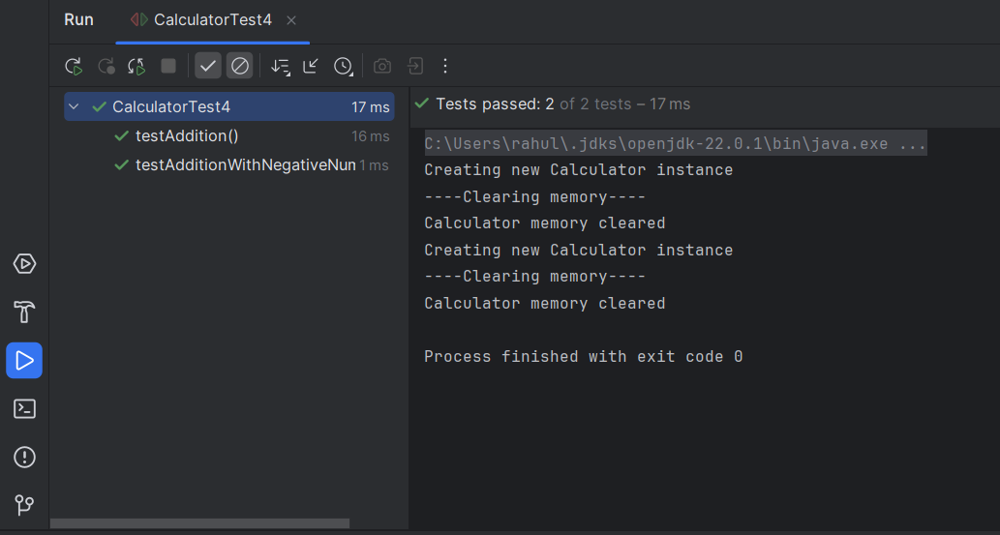 Run CalculatorTest4
CalculatorTest4 17 ms
testAddition() 16 ms
testAdditionWithNegativeNun 1 ms
Tests passed: 2 of 2 tests – 17 ms
C:\Users\rahul\.jdks\openjdk-22.0.1\bin\java.exe ...
Creating new Calculator instance
----Clearing memory----
Calculator memory cleared
Creating new Calculator instance
----Clearing memory----
Calculator memory cleared
Process finished with exit code 0